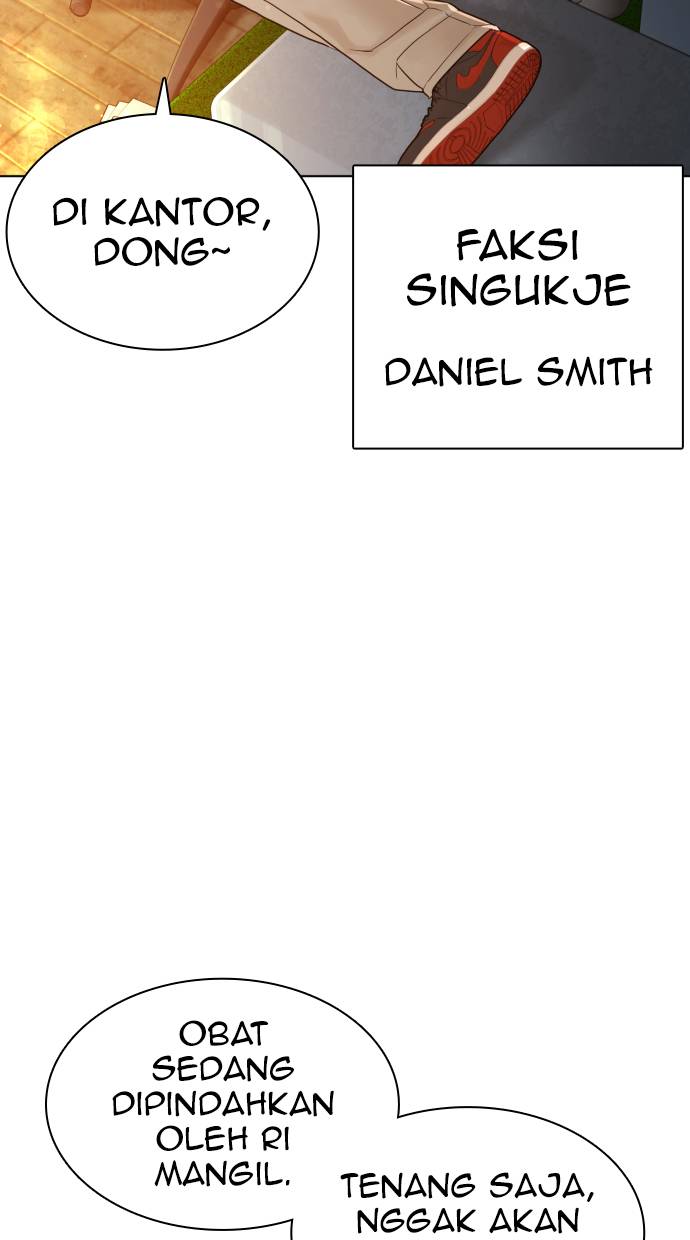 DI KANTOR,
DONG~
FAKSI
SINGUKJE
DANIEL SMITH
OBAT
SEDANG
DIPINDAHKAN
OLEH RI
MANGIL.
TENANG SAJA,
NGGAK AKAN